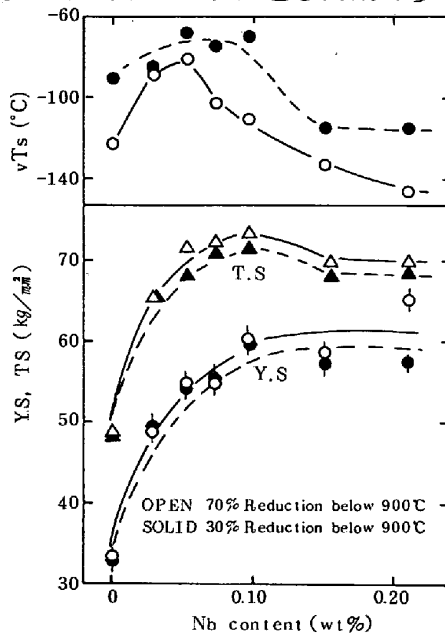 -60
-100
-140
vTs (°C)
70
60
50
40
30
Y.S, TS (kg/mm²)
T.S
Y.S
OPEN 70% Reduction below 900℃
SOLID 30% Reduction below 900℃
0
0.10
0.20
Nb content (wt%)